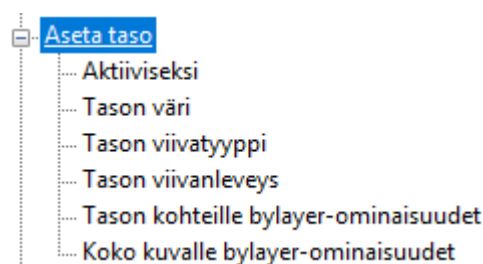 Aseta taso
Aktiiviseksi
Tason väri
Tason viivatyyppi
Tason viivanleveys
Tason kohteille bylayer-ominaisuudet
Koko kuvalle bylayer-ominaisuudet